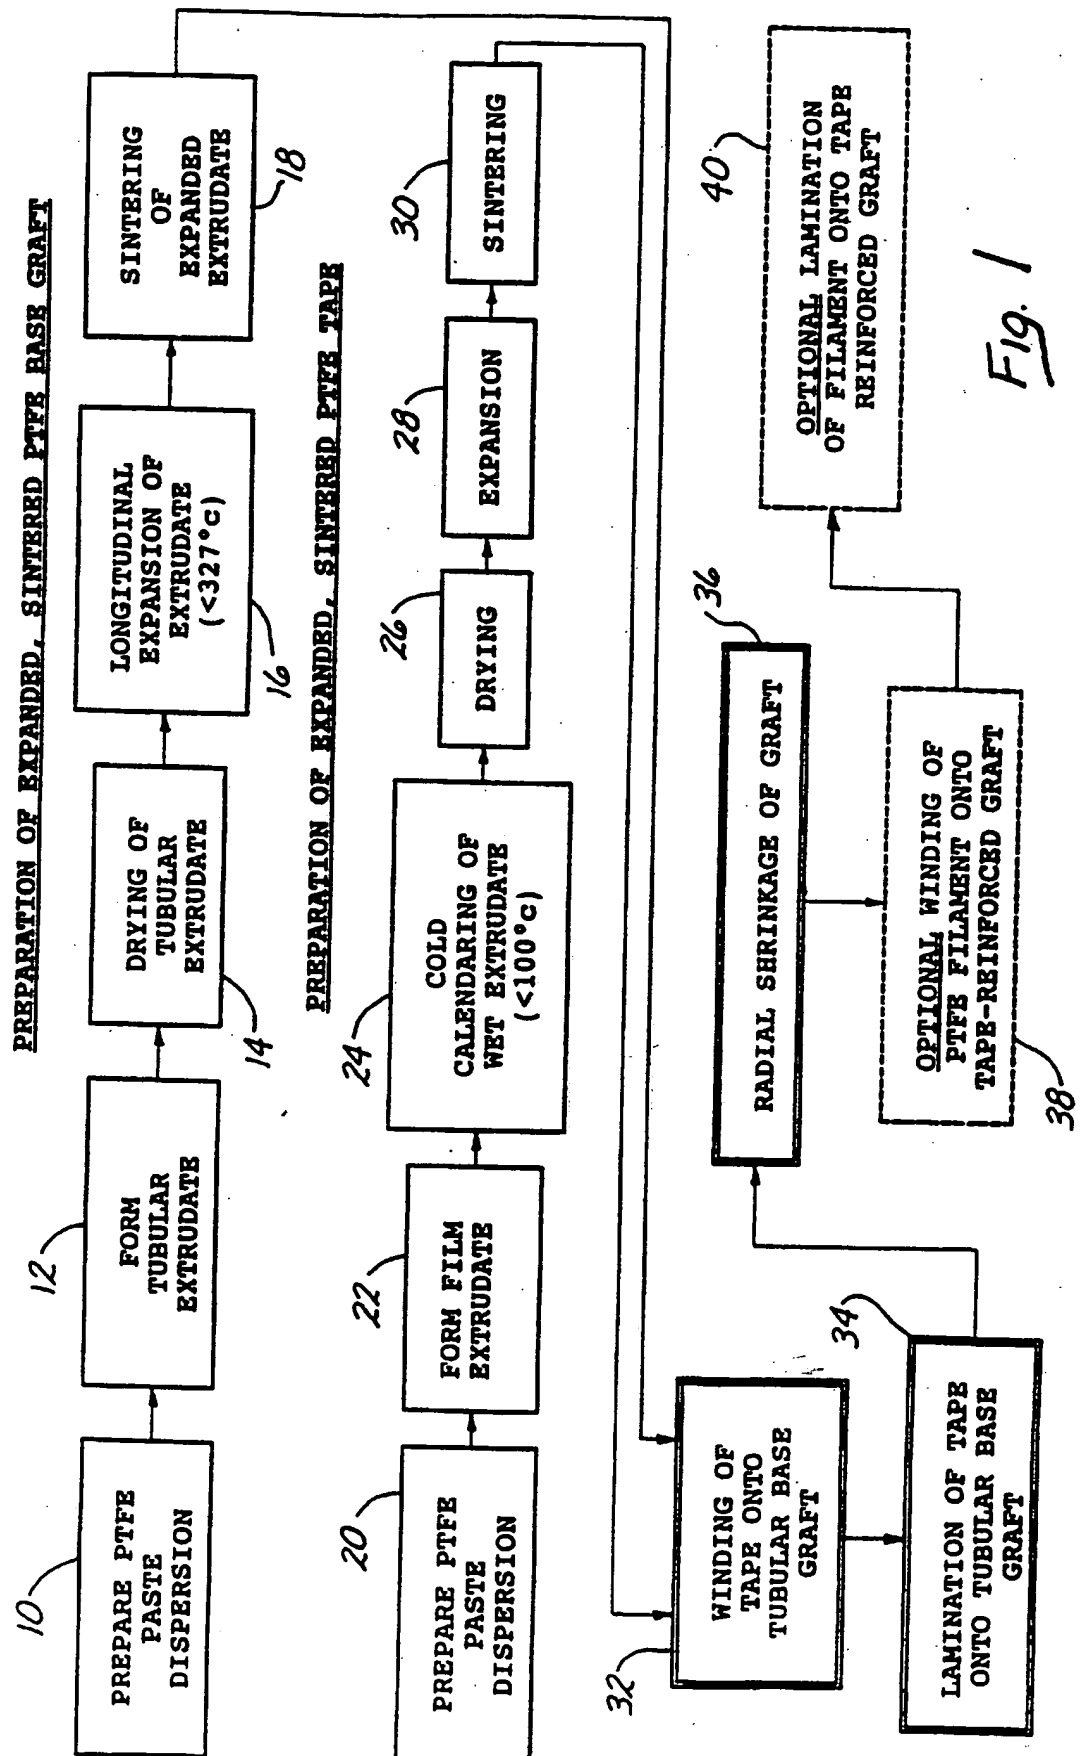 PREPARATION OF EXPANDED, SINTERED PTFE BASE GRAFT
10
PREPARE PTFE
PASTE
DISPERSION
12
FORM
TUBULAR
EXTRUDATE
14
DRYING OF
TUBULAR
EXTRUDATE
16
LONGITUDINAL
EXPANSION OF
EXTRUDATE
(<327°c)
18
SINTERING
OF
EXPANDED
EXTRUDATE
PREPARATION OF EXPANDED, SINTERED PTFE TAPE
20
PREPARE PTFE
PASTE
DISPERSION
22
FORM FILM
EXTRUDATE
24
COLD
CALENDARING OF
WET EXTRUDATE
(<100°c)
26
DRYING
28
EXPANSION
30
SINTERING
32
WINDING OF
TAPE ONTO
TUBULAR BASE
GRAFT
34
LAMINATION OF TAPE
ONTO TUBULAR BASE
GRAFT
36
RADIAL SHRINKAGE OF GRAFT
38
OPTIONAL WINDING OF
PTFE FILAMENT ONTO
TAPE-REINFORCED GRAFT
40
OPTIONAL LAMINATION
OF FILAMENT ONTO TAPE
REINFORCED GRAFT
Fig. 1